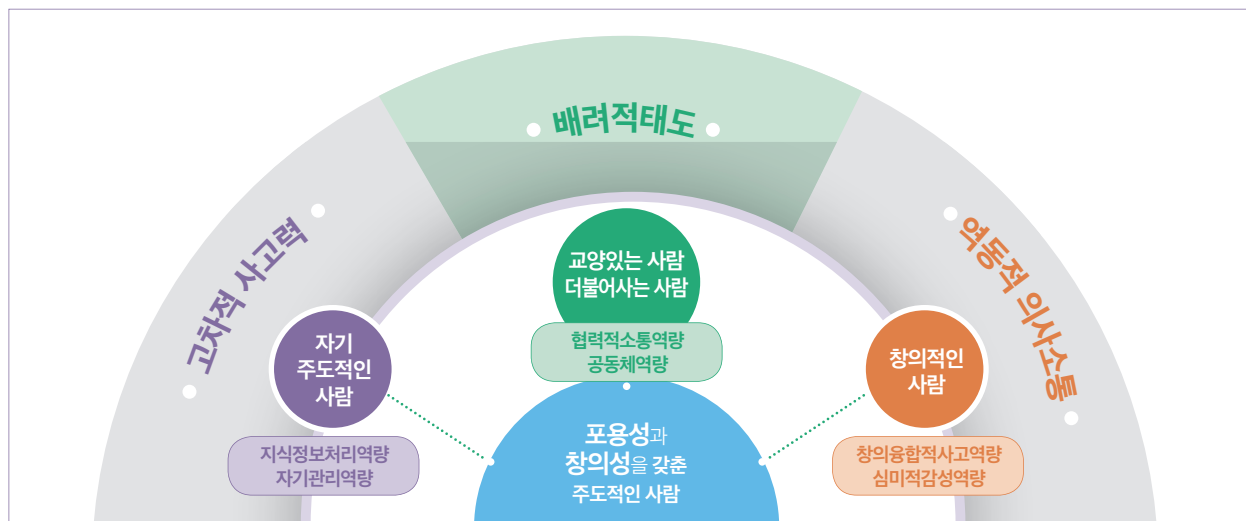 배려적태도
고차적 사고력
역동적 의사소통
교양있는 사람
더불어사는 사람
협력적소통역량
공동체역량
자기
주도적인
사람
지식정보처리역량
자기관리역량
창의적인
사람
창의융합적사고역량
심미적감성역량
포용성과
창의성을 갖춘
주도적인 사람